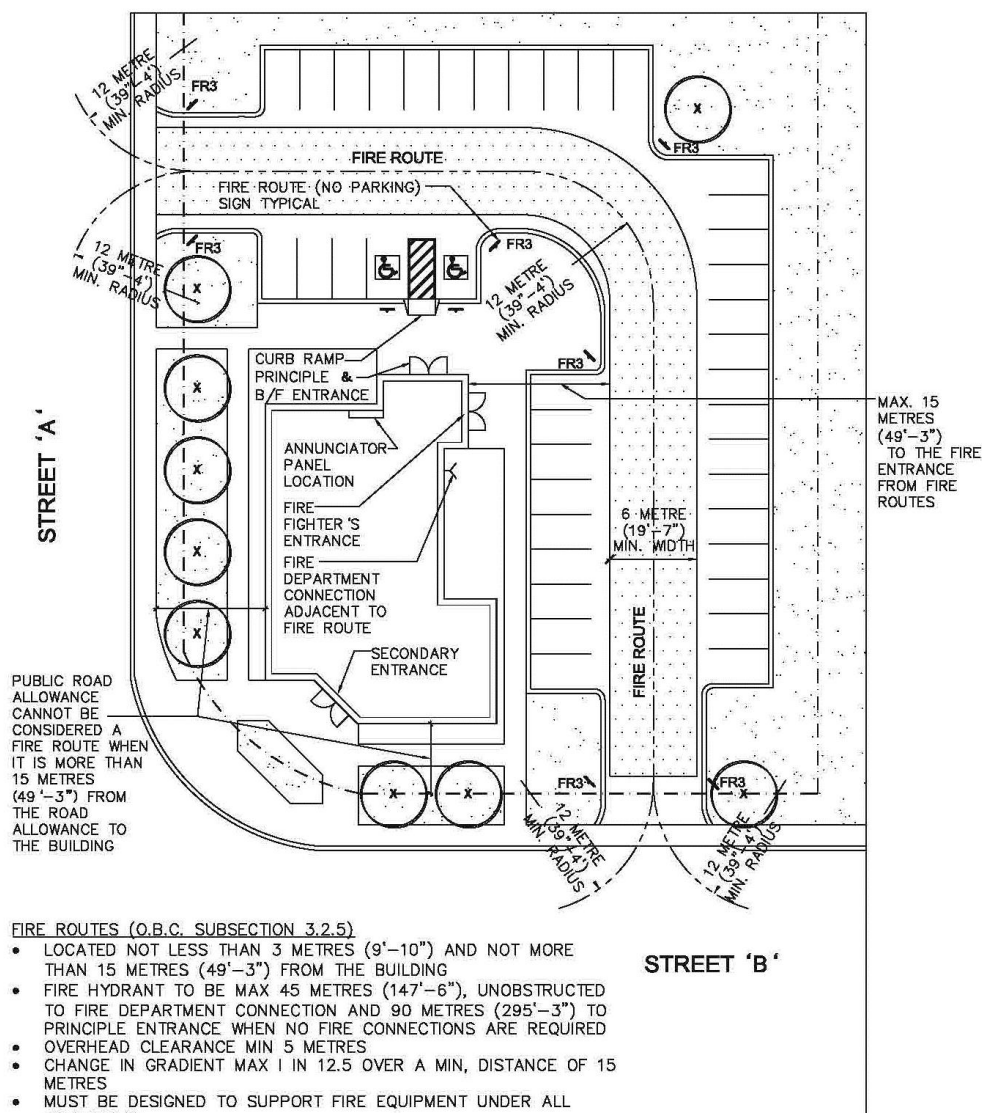 12 METRE
(39"-4')
MIN. RADIUS
FR3
FR3
FIRE ROUTE
FIRE ROUTE (NO PARKING)
SIGN TYPICAL
FR3
FR3
12 METRE
(39"-4')
MIN. RADIUS
12 METRE
(39"-4')
MIN. RADIUS
CURB RAMP
PRINCIPLE &
B/F ENTRANCE
FR3
ANNUNCIATOR
PANEL
LOCATION
MAX. 15
METRES
(49'-3")
TO THE FIRE
ENTRANCE
FROM FIRE
ROUTES
STREET 'A'
FIRE
FIGHTER'S
ENTRANCE
6 METRE
(19'-7")
MIN. WIDTH
FIRE
DEPARTMENT
CONNECTION
ADJACENT TO
FIRE ROUTE
FIRE ROUTE
SECONDARY
ENTRANCE
PUBLIC ROAD
ALLOWANCE
CANNOT BE
CONSIDERED A
FIRE ROUTE WHEN
IT IS MORE THAN
15 METRES
(49'-3") FROM
THE ROAD
ALLOWANCE TO
THE BUILDING
FR3
FR3
12 METRE
(39"-4')
MIN. RADIUS
12 METRE
(39"-4')
MIN. RADIUS
X
X
X
X
X
X
X
X
X
FIRE ROUTES (O.B.C. SUBSECTION 3.2.5)
• LOCATED NOT LESS THAN 3 METRES (9'-10") AND NOT MORE
THAN 15 METRES (49'-3") FROM THE BUILDING
• FIRE HYDRANT TO BE MAX 45 METRES (147'-6"), UNOBSTRUCTED
TO FIRE DEPARTMENT CONNECTION AND 90 METRES (295'-3") TO
PRINCIPLE ENTRANCE WHEN NO FIRE CONNECTIONS ARE REQUIRED
• OVERHEAD CLEARANCE MIN 5 METRES
• CHANGE IN GRADIENT MAX I IN 12.5 OVER A MIN, DISTANCE OF 15
METRES
• MUST BE DESIGNED TO SUPPORT FIRE EQUIPMENT UNDER ALL
STREET 'B'